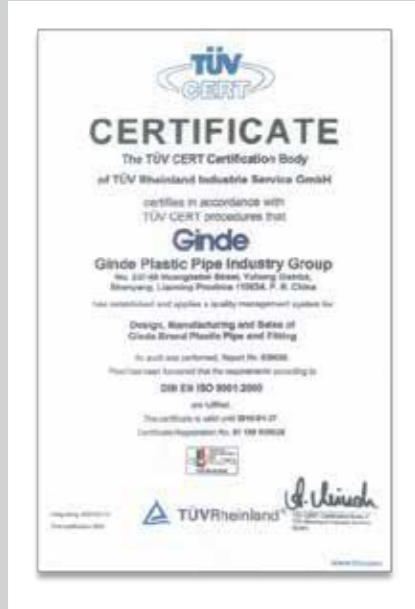 TÜV
CERT
CERTIFICATE
The TÜV CERT Certification Body
of TÜV Rheinland Industrie Service GmbH
certifies in accordance with
TÜV CERT procedures that
Ginde
Ginde Plastic Pipe Industry Group
Shenyang, Liaoning Province P. R. China
has established and applies a quality management system for
Design, Manufacturing and Sales of
Ginde Brand Plastic Pipe and Fitting
An audit was performed, Report No.
Proof has been furnished that the requirements according to
DIN EN ISO 9001:2000
are fulfilled.
The certificate is valid until
Certificate Registration No.
TÜVRheinland